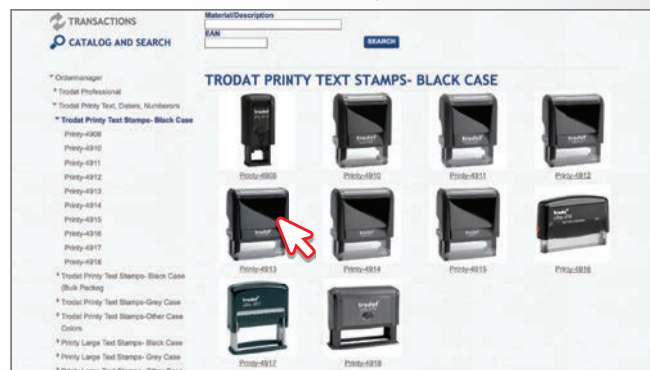 TRANSACTIONS
CATALOG AND SEARCH
Material/Description
EAN
SEARCH
Ordermanager
Trodat Professional
Trodat Printy Text, Daters, Numberors
Trodat Printy Text Stamps- Black Case
Printy-4908
Printy-4910
Printy-4911
Printy-4912
Printy-4913
Printy-4914
Printy-4915
Printy-4916
Printy-4917
Printy-4918
Trodat Printy Text Stamps- Black Case
(Bulk Packog
Trodat Printy Text Stamps-Grey Case
Trodat Printy Text Stamps-Other Case
Colors
Printy Large Text Stamps- Black Case
Printy Large Text Stamps- Grey Case
TRODAT PRINTY TEXT STAMPS- BLACK CASE
Printy-4908
Printy-4910
Printy-4911
Printy-4912
Printy-4913
Printy-4914
Printy-4915
Printy-4916
Printy-4917
Printy-4918